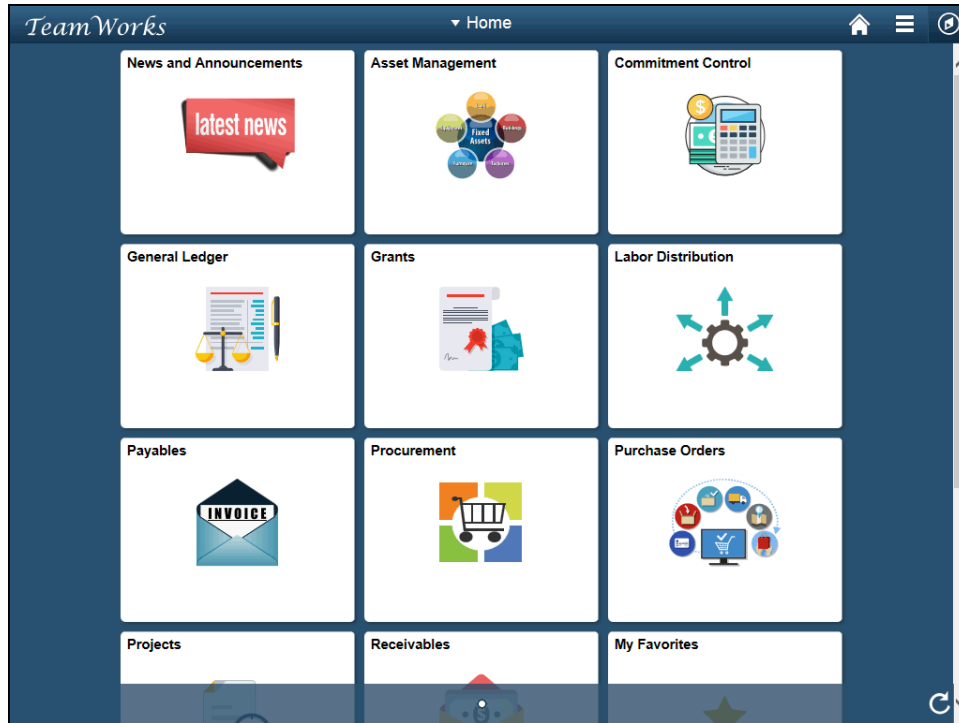 TeamWorks
Home
News and Announcements
Asset Management
Commitment Control
latest news
Fixed
Assets
Buildings
General Ledger
Grants
Labor Distribution
Payables
Procurement
Purchase Orders
INVOICE
Projects
Receivables
My Favorites